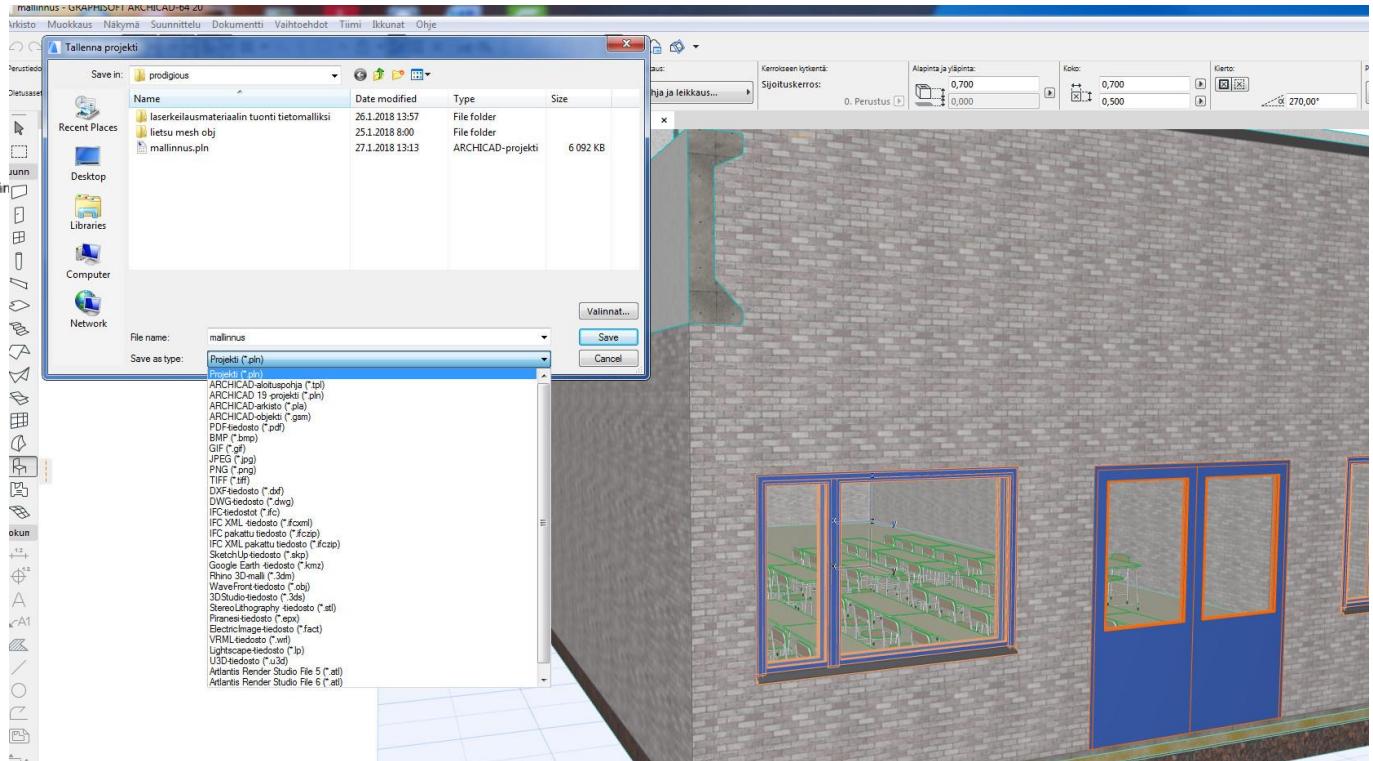 mallinnus - GRAPHISOFT ARCHICAD-64 20
Arkisto Muokkaus Näkymä Suunnittelu Dokumentti Vaihtoehdot Tiimi Ikkunat Ohje
Tallenna projekti
Save in: prodigious
Name Date modified Type Size
laserkeilausmateriaalin tuonti tietomalliksi 26.1.2018 13:57 File folder
lietsu mesh obj 25.1.2018 8:00 File folder
mallinnus.pln 27.1.2018 13:13 ARCHICAD-projekti 6 092 KB
Recent Places
Desktop
Libraries
Computer
Network
Valinnat...
File name: mallinnus Save
Save as type: Projekti (*.pln) Cancel
Projekti (*.pln)
ARCHICAD-aloituspohja (*.tpl)
ARCHICAD 19 -projekti (*.pln)
ARCHICAD-arkisto (*.pla)
ARCHICAD-objekti (*.gsm)
PDF-tiedosto (*.pdf)
BMP (*.bmp)
GIF (*.gif)
JPEG (*.jpg)
PNG (*.png)
TIFF (*.tiff)
DXF-tiedosto (*.dxf)
DWG-tiedosto (*.dwg)
IFC-tiedostot (*.ifc)
IFC XML -tiedosto (*.ifcxml)
IFC pakattu tiedosto (*.ifczip)
IFC XML pakattu tiedosto (*.ifczip)
SketchUp-tiedosto (*.skp)
Google Earth -tiedosto (*.kmz)
Rhino 3D-malli (*.3dm)
WaveFront-tiedosto (*.obj)
3DStudio-tiedosto (*.3ds)
StereoLithography -tiedosto (*.stl)
Piranesi-tiedosto (*.epx)
ElectricImage-tiedosto (*.fact)
VRML-tiedosto (*.wrl)
Lightscape-tiedosto (*.lp)
U3D-tiedosto (*.u3d)
Artlantis Render Studio File 5 (*.atl)
Artlantis Render Studio File 6 (*.atl)
Kerrokseen kytkentä: Alapinta ja yläpinta: Koko: Kierto:
Sijoituskerros: 0,700 0,700
0. Perustus 0,000 0,500 α 270,00°
ja leikkaus...
A1